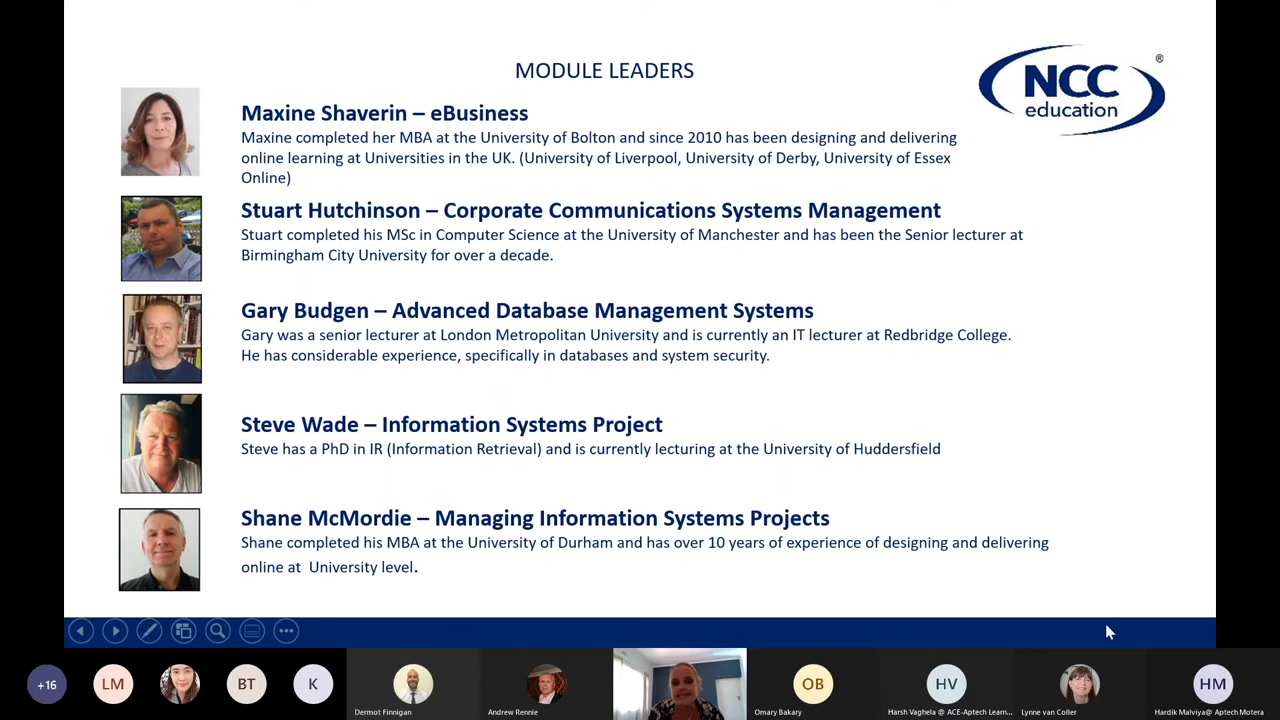 MODULE LEADERS
NCC
education
®
Maxine Shaverin – eBusiness
Maxine completed her MBA at the University of Bolton and since 2010 has been designing and delivering
online learning at Universities in the UK. (University of Liverpool, University of Derby, University of Essex
Online)
Stuart Hutchinson – Corporate Communications Systems Management
Stuart completed his MSc in Computer Science at the University of Manchester and has been the Senior lecturer at
Birmingham City University for over a decade.
Gary Budgen – Advanced Database Management Systems
Gary was a senior lecturer at London Metropolitan University and is currently an IT lecturer at Redbridge College.
He has considerable experience, specifically in databases and system security.
Steve Wade – Information Systems Project
Steve has a PhD in IR (Information Retrieval) and is currently lecturing at the University of Huddersfield
Shane McMordie – Managing Information Systems Projects
Shane completed his MBA at the University of Durham and has over 10 years of experience of designing and delivering
online at University level.
+16
LM
BT
K
Dermot Finnigan
Andrew Rennie
OB
Omary Bakary
HV
Harsh Vaghela @ ACE-Aptech Learn...
Lynne van Coller
HM
Hardik Malviya@ Aptech Motera